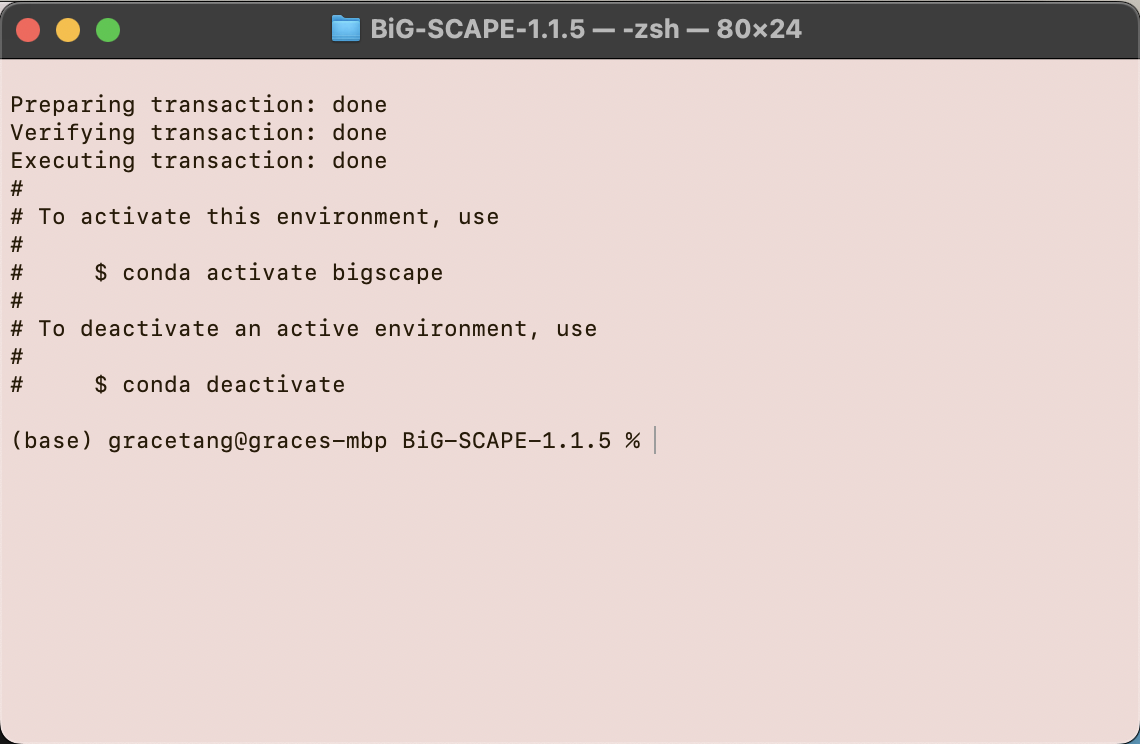 BiG-SCAPE-1.1.5 — -zsh — 80×24
Preparing transaction: done
Verifying transaction: done
Executing transaction: done
#
# To activate this environment, use
#
#     $ conda activate bigscape
#
# To deactivate an active environment, use
#
#     $ conda deactivate
(base) gracetang@graces-mbp BiG-SCAPE-1.1.5 %